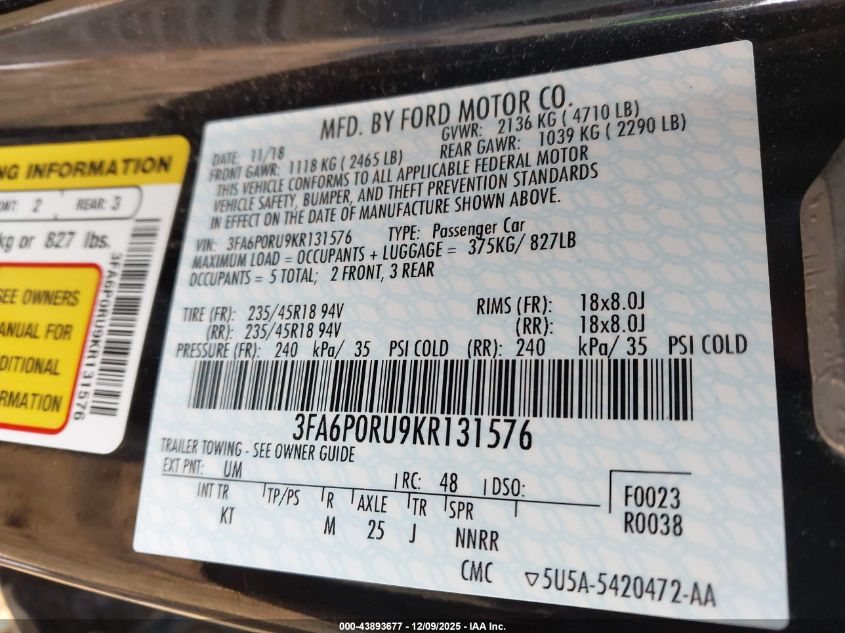 NG INFORMATION
NT: 2 REAR: 3
kg or 827 lbs.
SEE OWNERS
ANUAL FOR
DDITIONAL
FORMATION
3FA6P0RU9KR131576
MFD. BY FORD MOTOR CO.
DATE: 11/18 GVWR: 2136 KG ( 4710 LB)
FRONT GAWR: 1118 KG ( 2465 LB) REAR GAWR: 1039 KG ( 2290 LB)
THIS VEHICLE CONFORMS TO ALL APPLICABLE FEDERAL MOTOR
VEHICLE SAFETY, BUMPER, AND THEFT PREVENTION STANDARDS
IN EFFECT ON THE DATE OF MANUFACTURE SHOWN ABOVE.
VIN: 3FA6P0RU9KR131576 TYPE: Passenger Car
MAXIMUM LOAD = OCCUPANTS + LUGGAGE = 375KG/ 827LB
OCCUPANTS = 5 TOTAL; 2 FRONT, 3 REAR
TIRE (FR): 235/45R18 94V RIMS (FR): 18x8.0J
(RR): 235/45R18 94V (RR): 18x8.0J
PRESSURE (FR): 240 kPa/ 35 PSI COLD (RR): 240 kPa/ 35 PSI COLD
3FA6P0RU9KR131576
TRAILER TOWING - SEE OWNER GUIDE
EXT PNT: UM RC: 48 DSO: F0023
INT TR TP/PS R AXLE TR SPR R0038
KT M 25 J NNRR
CMC ▽5U5A-5420472-AA
000-43893677 - 12/09/2025 - IAA Inc.